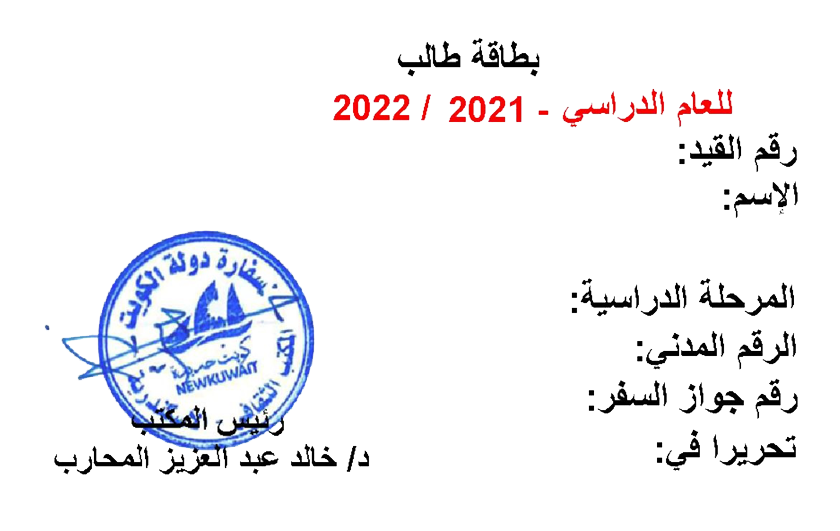 بطاقة طالب
للعام الدراسي - 2021 / 2022
رقم القيد:
الإسم:
المرحلة الدراسية:
الرقم المدني:
رقم جواز السفر:
تحريرا في:
سفارة دولة الكويت
المكتب الثقافي
كويت جديدة
NEWKUWAIT
رئيس المكتب
د/ خالد عبد العزيز المحارب